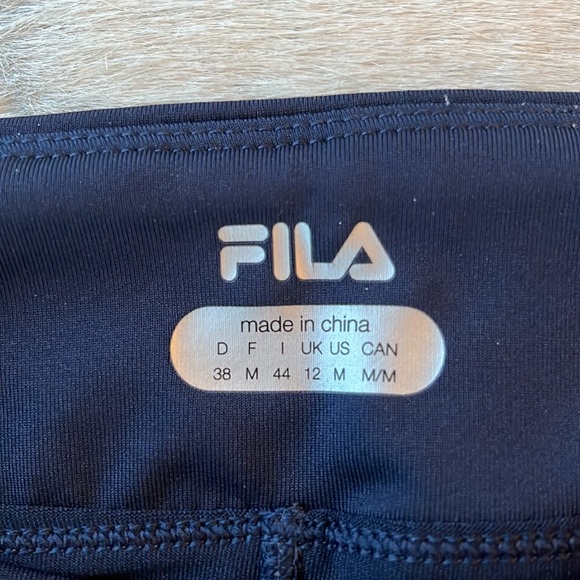 FILA
made in china
D F I UK US CAN
38 M 44 12 M M/M